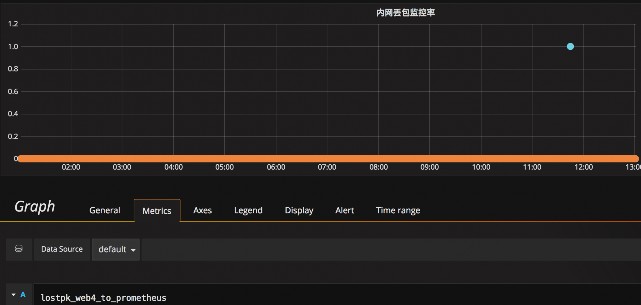 内网丢包监控率
1.2
1.0
0.8
0.6
0.4
0.2
0
02:00 03:00 04:00 05:00 06:00 07:00 08:00 09:00 10:00 11:00 12:00 13:00
Graph General Metrics Axes Legend Display Alert Time range
Data Source default
A lostpk_web4_to_prometheus